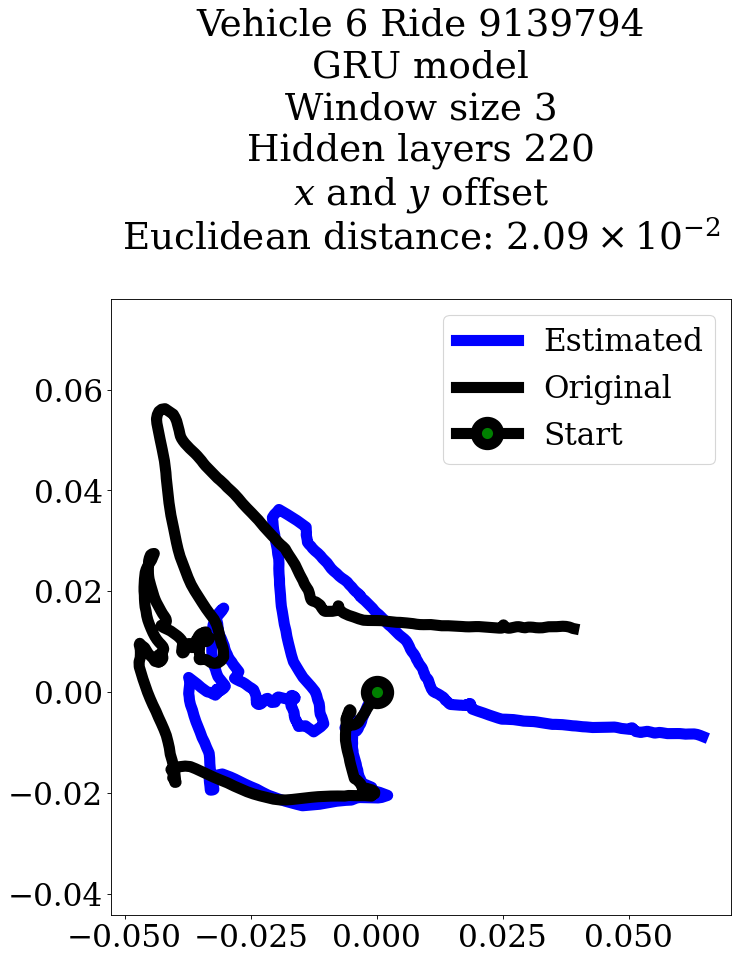 Vehicle 6 Ride 9139794
GRU model
Window size 3
Hidden layers 220
x and y offset
Euclidean distance: 2.09 × 10⁻²
Estimated
Original
Start
0.06
0.04
0.02
0.00
−0.02
−0.04
−0.050 −0.025 0.000 0.025 0.050